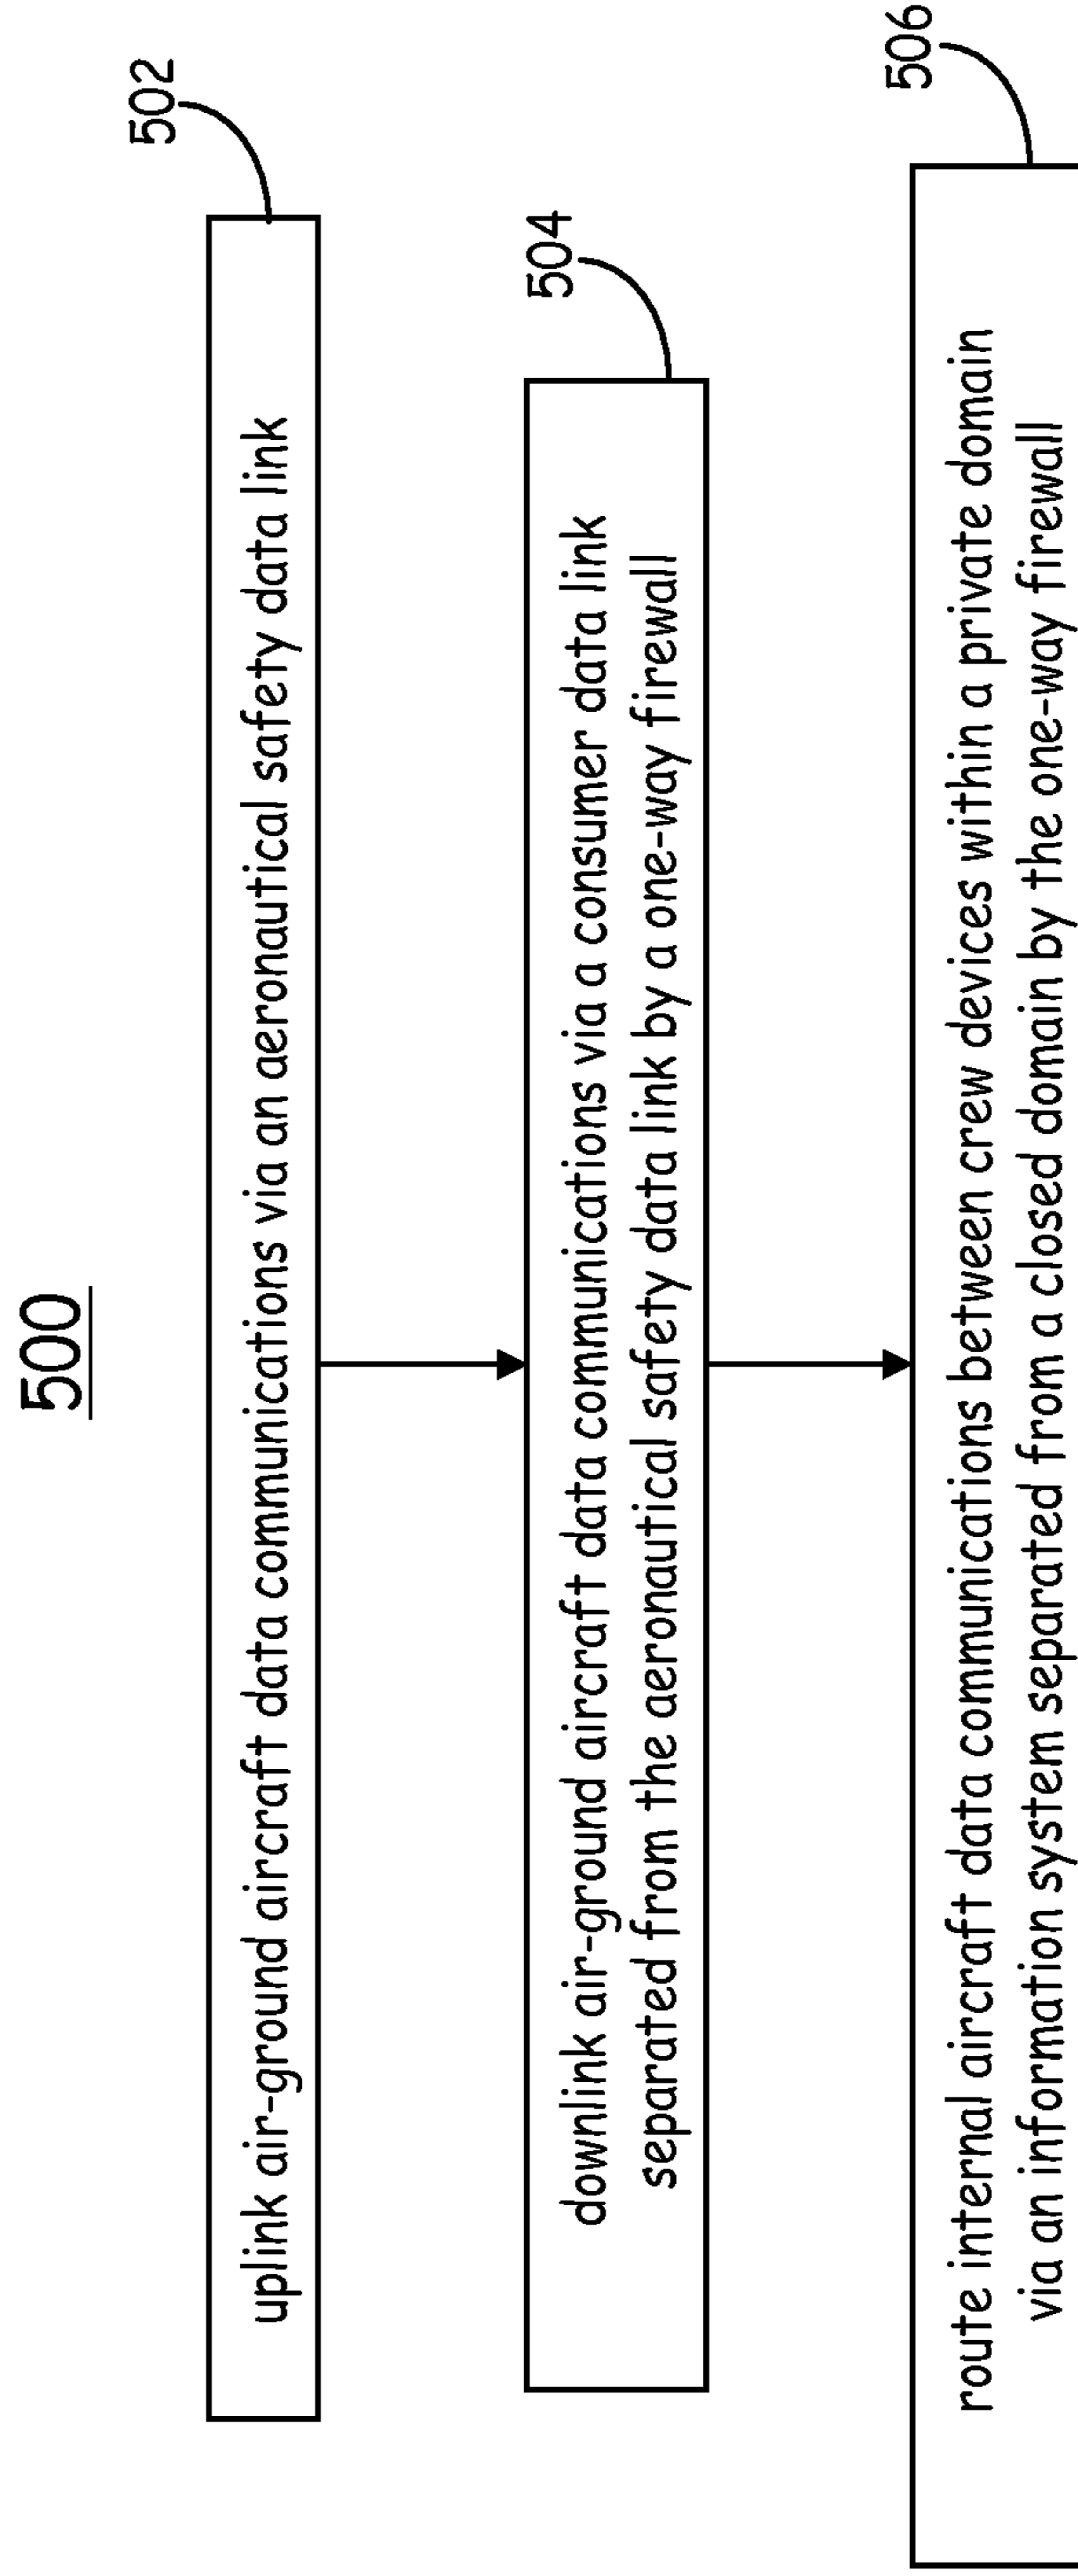 500
502
uplink air-ground aircraft data communications via an aeronautical safety data link
504
downlink air-ground aircraft data communications via a consumer data link
separated from the aeronautical safety data link by a one-way firewall
506
route internal aircraft data communications between crew devices within a private domain
via an information system separated from a closed domain by the one-way firewall